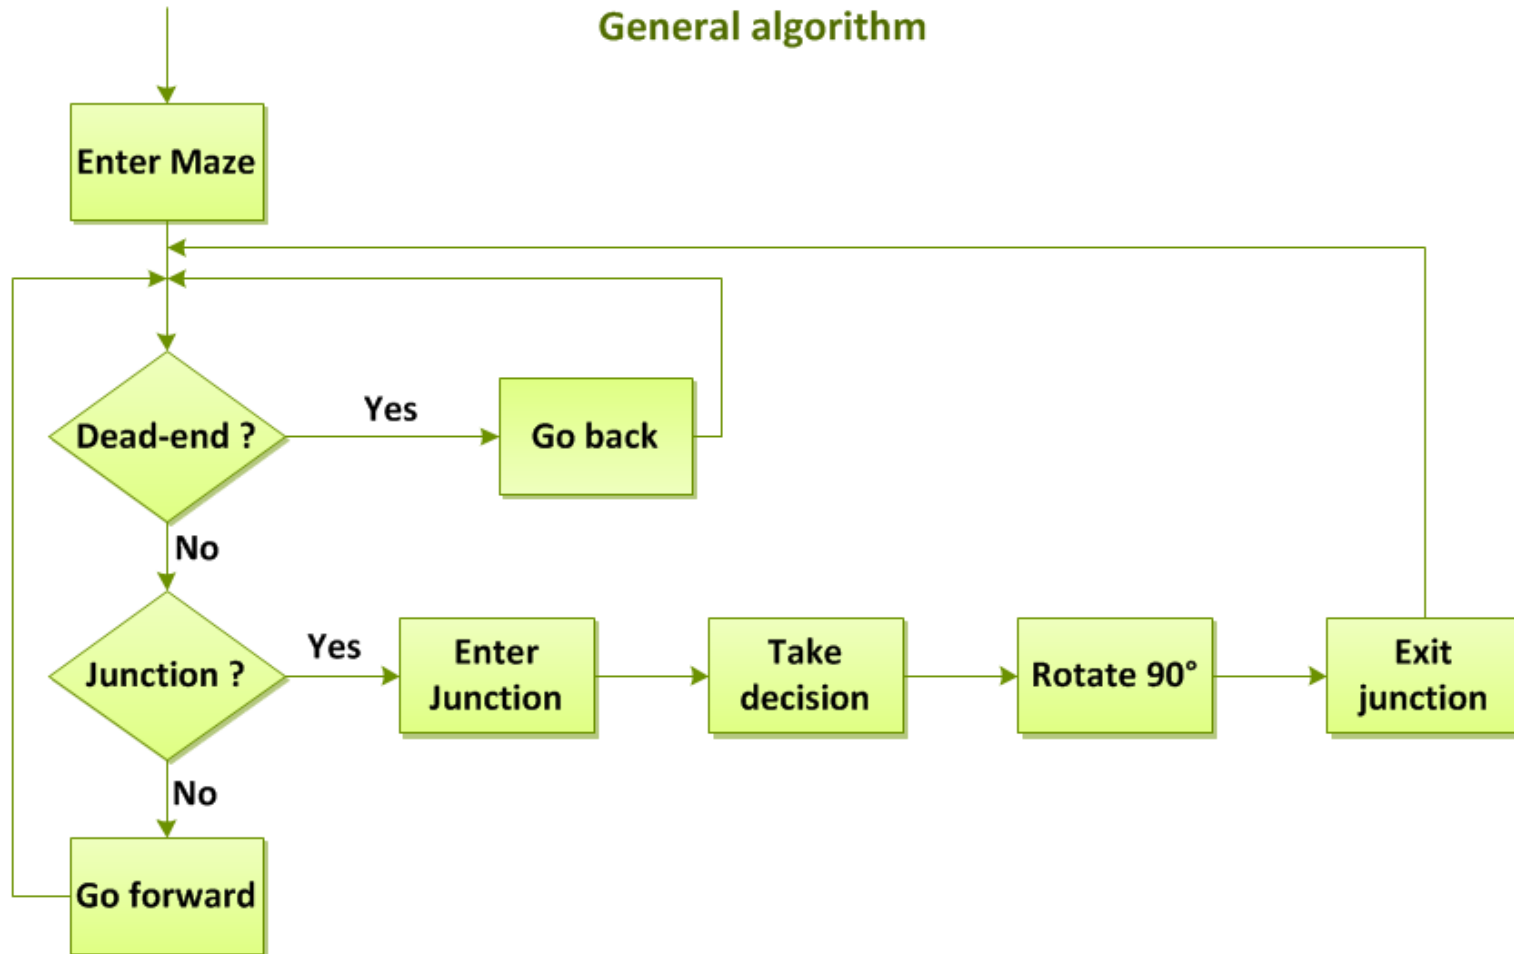 General algorithm
Enter Maze
Dead-end ?
Yes
Go back
No
Junction ?
Yes
Enter
Junction
Take
decision
Rotate 90°
Exit
junction
No
Go forward